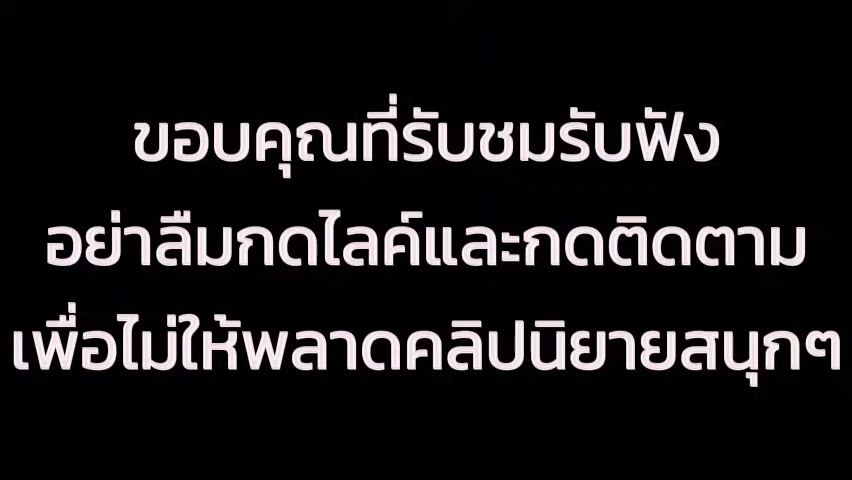 ขอบคุณที่รับชมรับฟัง
อย่าลืมกดไลค์และกดติดตาม
เพื่อไม่ให้พลาดคลิปนิยายสนุกๆ